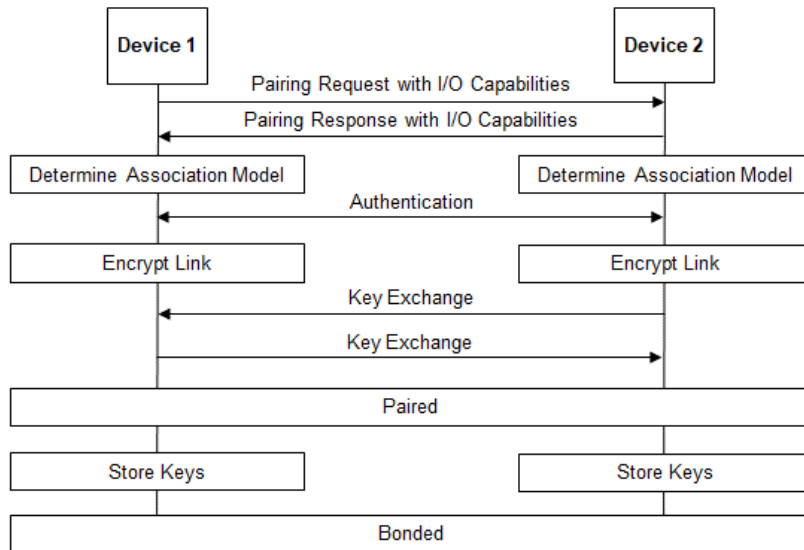 Device 1
Device 2
Pairing Request with I/O Capabilities
Pairing Response with I/O Capabilities
Determine Association Model
Determine Association Model
Authentication
Encrypt Link
Encrypt Link
Key Exchange
Key Exchange
Paired
Store Keys
Store Keys
Bonded